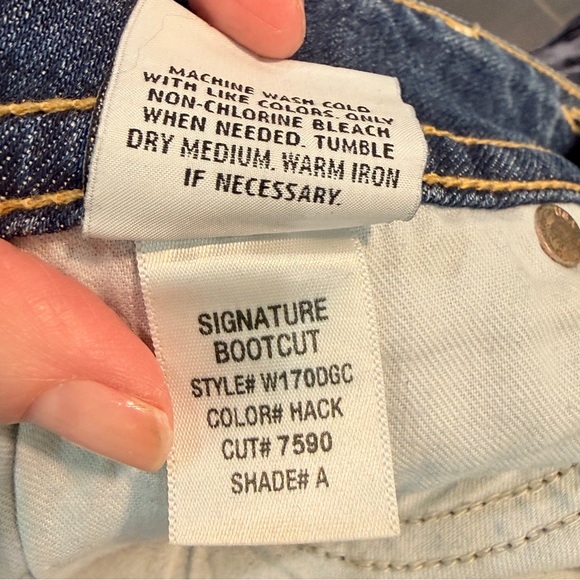 MACHINE WASH COLD
WITH LIKE COLORS. ONLY
NON-CHLORINE BLEACH
WHEN NEEDED. TUMBLE
DRY MEDIUM. WARM IRON
IF NECESSARY.
SIGNATURE
BOOTCUT
STYLE# W170DGC
COLOR# HACK
CUT# 7590
SHADE# A